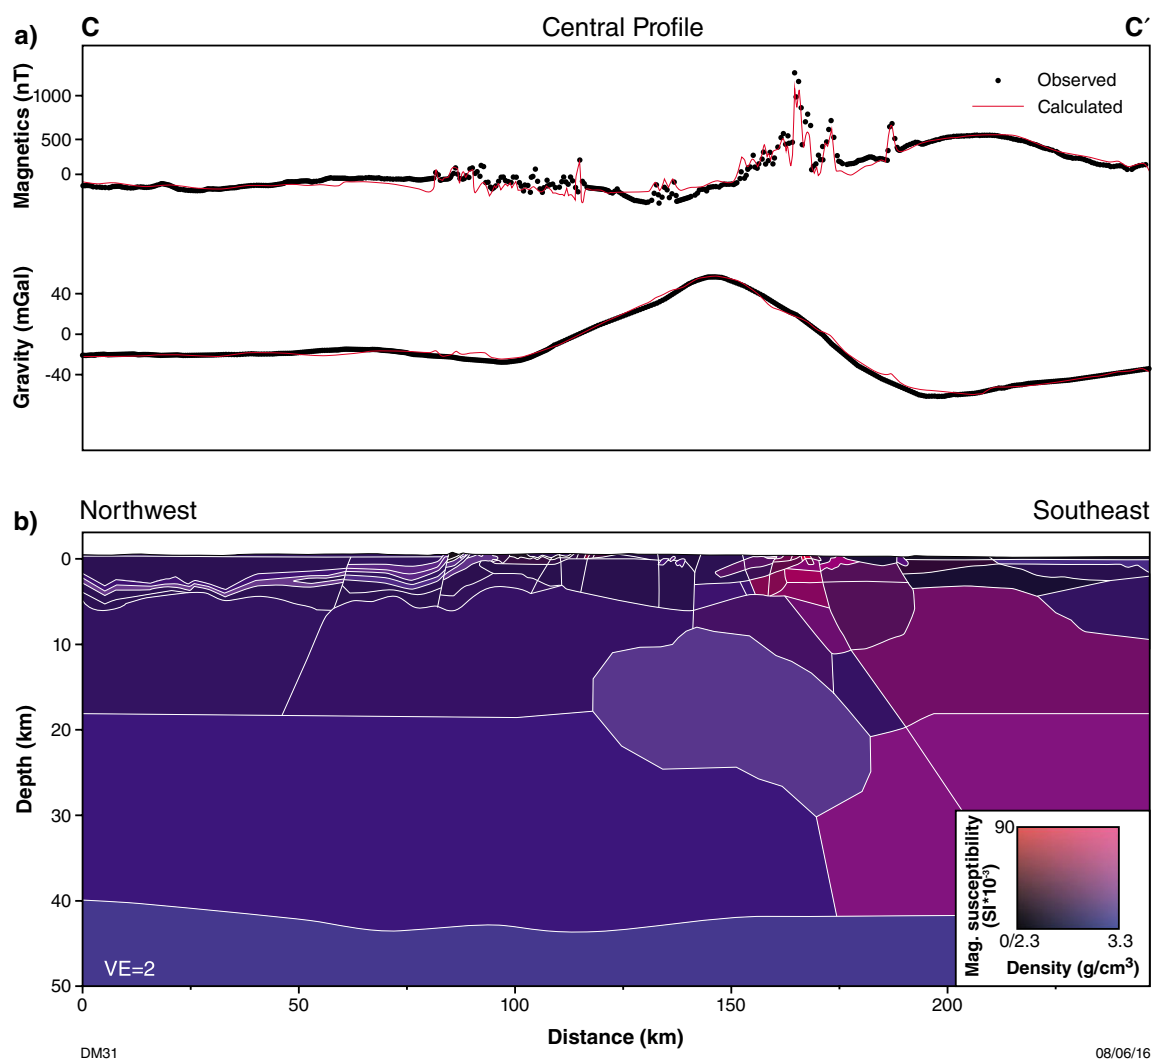 a)
C
Central Profile
C′
Magnetics (nT)
1000
500
0
Observed
Calculated
Gravity (mGal)
40
0
-40
b)
Northwest
Southeast
Depth (km)
0
10
20
30
40
50
VE=2
Mag. susceptibility
(SI*10⁻³)
90
0/2.3
3.3
Density (g/cm³)
0
50
100
150
200
Distance (km)
DM31
08/06/16